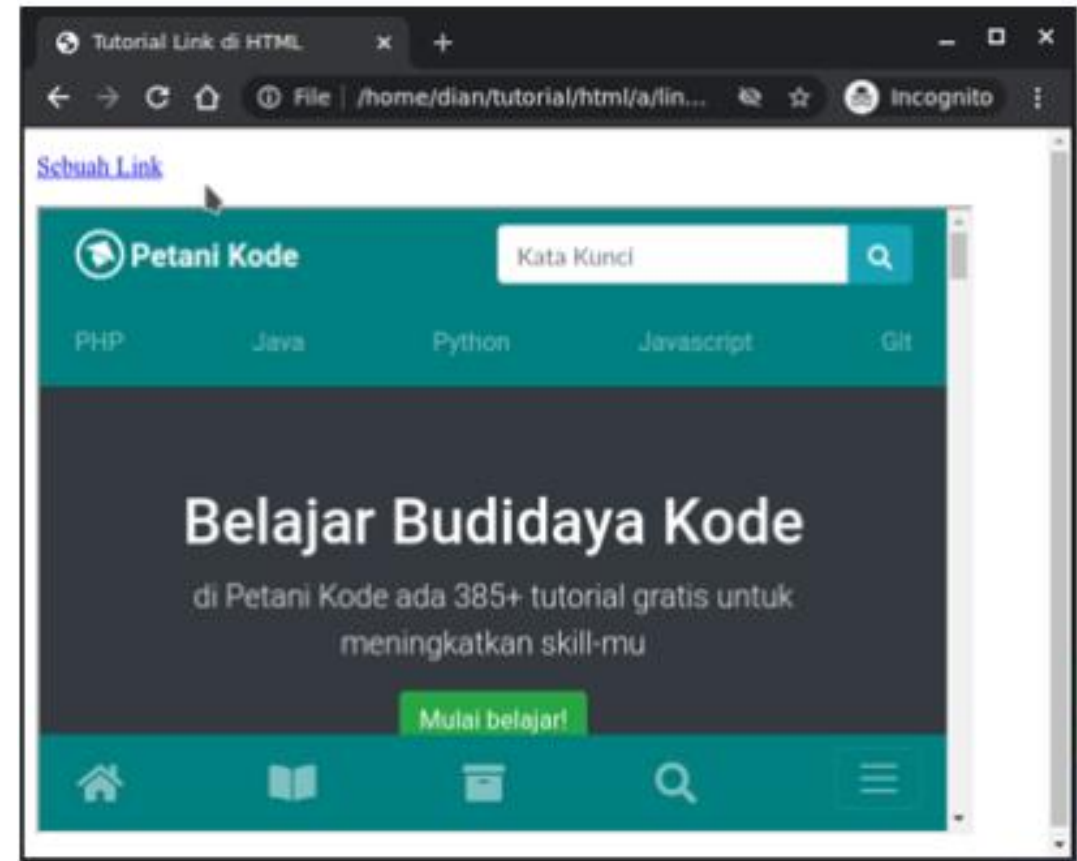 Tutorial Link di HTML
File /home/dian/tutorial/html/a/lin... Incognito
Sebuah Link
Petani Kode Kata Kunci
PHP Java Python Javascript Git
Belajar Budidaya Kode
di Petani Kode ada 385+ tutorial gratis untuk
meningkatkan skill-mu
Mulai belajar!